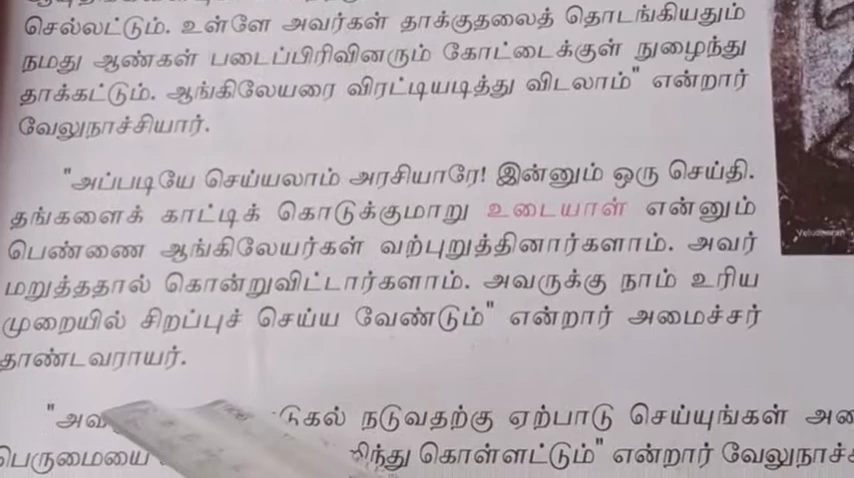 செல்லட்டும். உள்ளே அவர்கள் தாக்குதலைத் தொடங்கியதும்
நமது ஆண்கள் படைப்பிரிவினரும் கோட்டைக்குள் நுழைந்து
தாக்கட்டும். ஆங்கிலேயரை விரட்டியடித்து விடலாம்" என்றார்
வேலுநாச்சியார்.
"அப்படியே செய்யலாம் அரசியாரே! இன்னும் ஒரு செய்தி.
தங்களைக் காட்டிக் கொடுக்குமாறு உடையாள் என்னும்
பெண்ணை ஆங்கிலேயர்கள் வற்புறுத்தினார்களாம். அவர்
மறுத்ததால் கொன்றுவிட்டார்களாம். அவருக்கு நாம் உரிய
முறையில் சிறப்புச் செய்ய வேண்டும்" என்றார் அமைச்சர்
தாண்டவராயர்.
நடுவதற்கு ஏற்பாடு செய்யுங்கள்
பெருமையை கொள்ளட்டும்" என்றார்